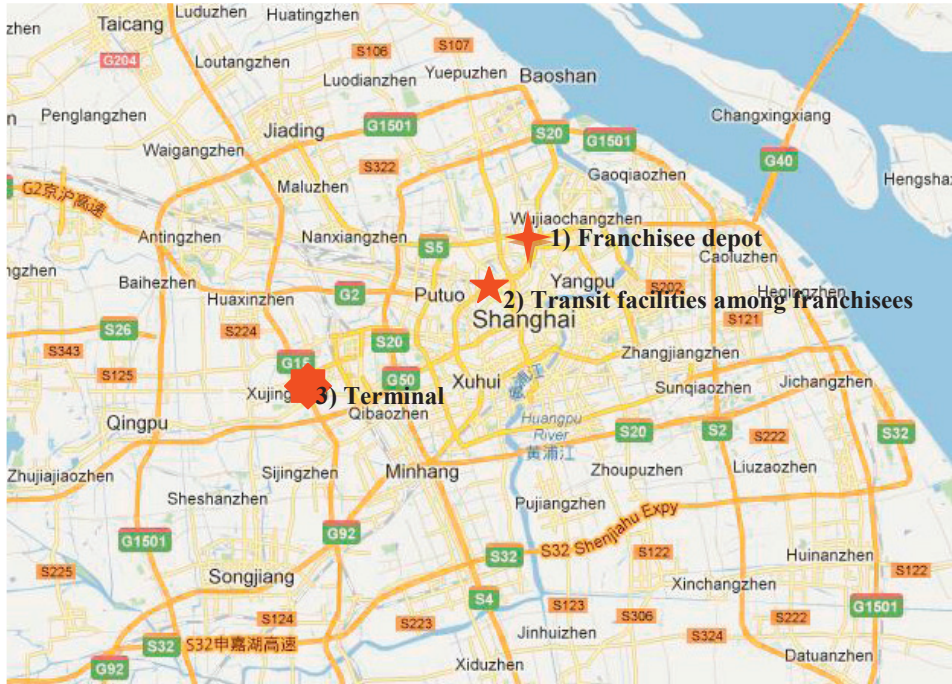 Luduzhen
Huatingzhen
Taicang
zhen
G204
S106
S107
Loutangzhen
Yuepuzhen
Baoshan
Luodianzhen
Penglangzhen
n
Jiading
G1501
Changxingxiang
S20
G1501
Waigangzhen
S322
G40
Gaoqiaozhen
Maluzhen
Hengsha
G2京沪高速
Wujiaochangzhen
Antingzhen
Nanxiangzhen
S5
1) Franchisee depot
Caoluzhen
ngzhen
Baihezhen
Yangpu
S202
Heqingzhen
Huaxinzhen
G2
Putuo
2) Transit facilities among franchisees
Shanghai
S121
S26
S224
S20
S343
Zhangjiangzhen
G15
S125
G50
Xuhui
Sunqiaozhen
Jichangzhen
Xujing
3) Terminal
Qibaozhen
Qingpu
Huangpu
River
黄浦江
S20
S2
S222
S32
Zhujiajiaozhen
Sijingzhen
Minhang
Zhoupuzhen
Liuzaozhen
Sheshanzhen
Pujiangzhen
G1501
G92
S32 Shenjiahu Expy
S32
S122
Huinanzhen
S225
Songjiang
S122
Xinchangzhen
S4
S124
S223
S123
S306
S222
G1501
S32
S32申嘉湖高速
Jinhuizhen
S324
G92
Xiduzhen
Datuanzhen